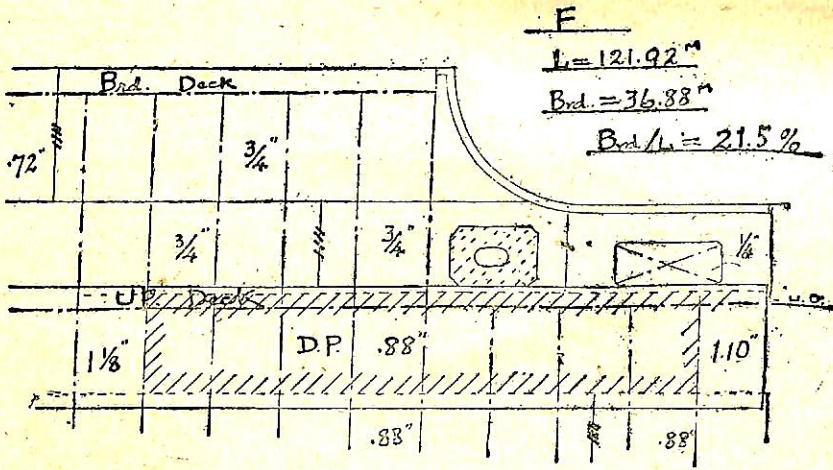 F
L = 121.92ᴹ
Brd. = 36.88ᴹ
Brd/L = 21.5%
Brd. Deck
.72"
3/4"
3/4"
3/4"
1/4"
UP. Deck
1 1/8"
D.P. .88"
1.10"
.88"
.88"